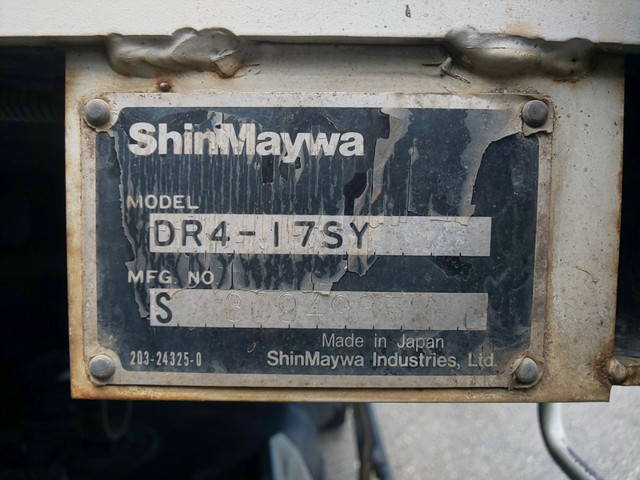 ShinMaywa
MODEL
DR4-17SY
MFG. NO
S
Made in Japan
203-24325-0
ShinMaywa Industries, Ltd.